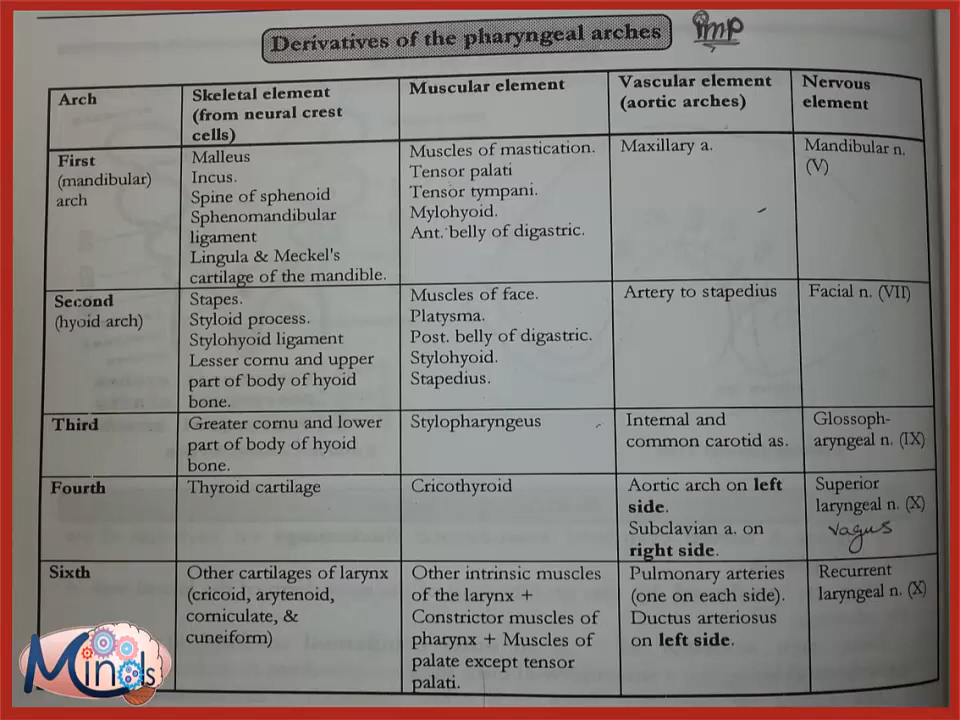 Derivatives of the pharyngeal arches
imp
Arch
Skeletal element
(from neural crest
cells)
Muscular element
Vascular element
(aortic arches)
Nervous
element
First
(mandibular)
arch
Malleus
Incus.
Spine of sphenoid
Sphenomandibular
ligament
Lingula & Meckel's
cartilage of the mandible.
Muscles of mastication.
Tensor palati
Tensor tympani.
Mylohyoid.
Ant. belly of digastric.
Maxillary a.
Mandibular n.
(V)
Second
(hyoid arch)
Stapes.
Styloid process.
Stylohyoid ligament
Lesser cornu and upper
part of body of hyoid
bone.
Muscles of face.
Platysma.
Post. belly of digastric.
Stylohyoid.
Stapedius.
Artery to stapedius
Facial n. (VII)
Third
Greater cornu and lower
part of body of hyoid
bone.
Stylopharyngeus
Internal and
common carotid as.
Glossoph-
aryngeal n. (IX)
Fourth
Thyroid cartilage
Cricothyroid
Aortic arch on left
side.
Subclavian a. on
right side.
Superior
laryngeal n. (X)
vagus
Sixth
Other cartilages of larynx
(cricoid, arytenoid,
corniculate, &
cuneiform)
Other intrinsic muscles
of the larynx +
Constrictor muscles of
pharynx + Muscles of
palate except tensor
palati.
Pulmonary arteries
(one on each side).
Ductus arteriosus
on left side.
Recurrent
laryngeal n. (X)
Minds